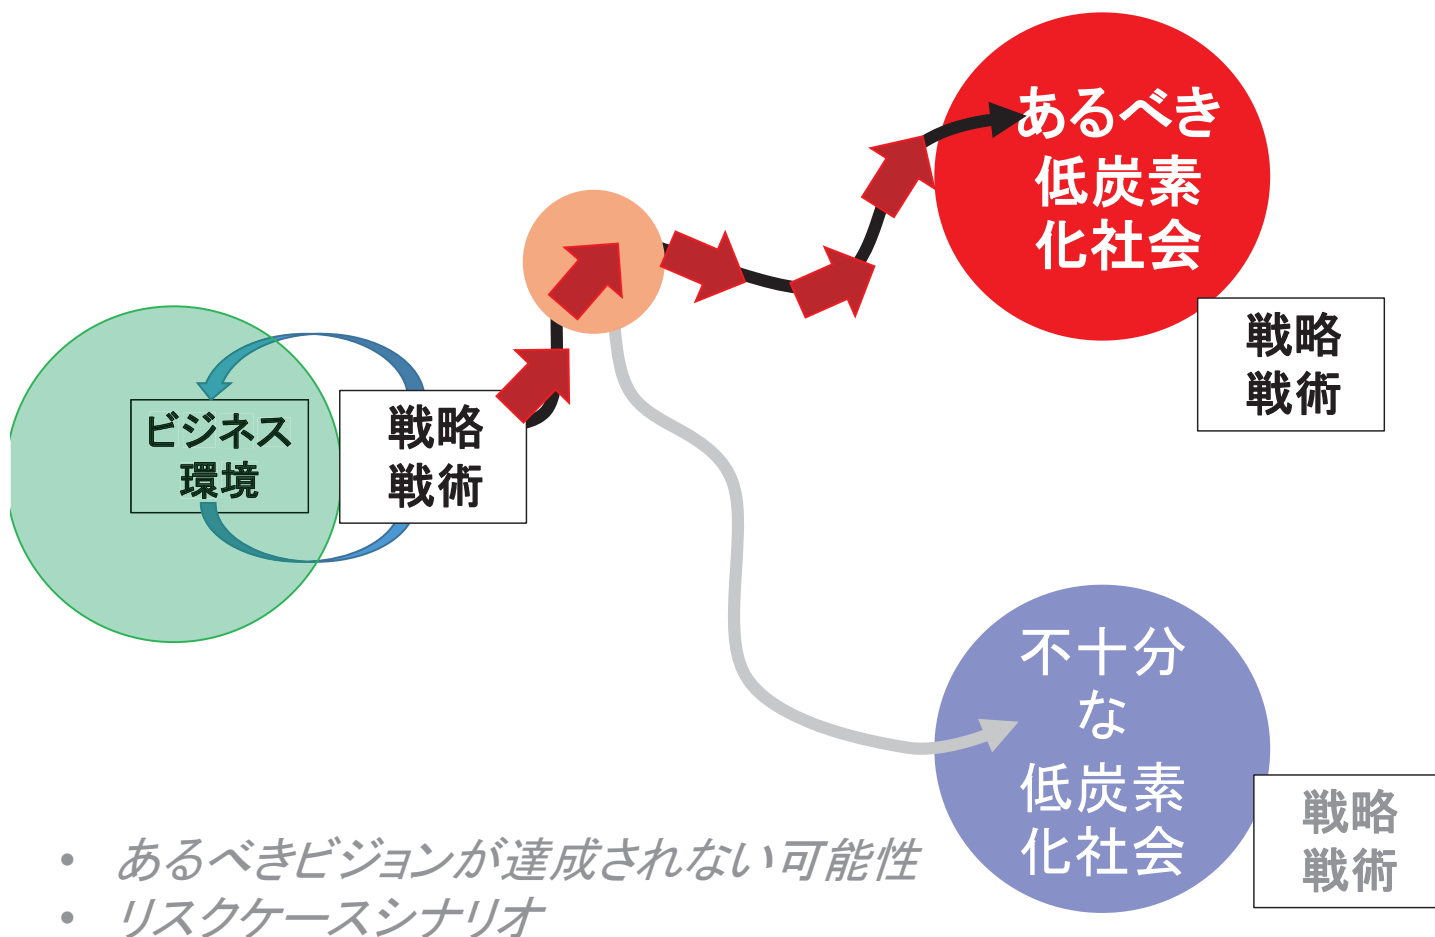 あるべき
低炭素
化社会
戦略
戦術
ビジネス
環境
戦略
戦術
不十分
な
低炭素
化社会
戦略
戦術
• あるべきビジョンが達成されない可能性
• リスクケースシナリオ